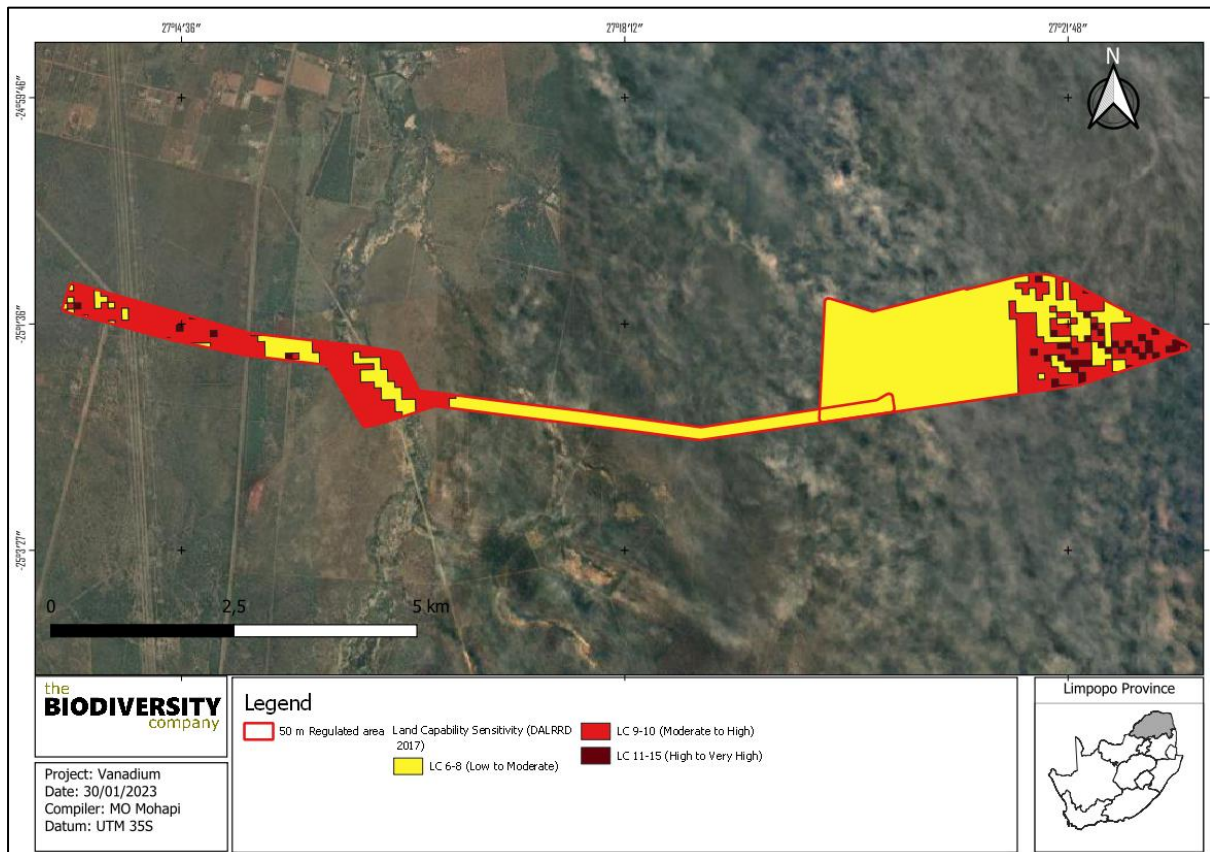 27°14'36" 27°18'12" 27°21'48"
N
-24°59'46"
-25°1'36"
-25°3'27"
0 2,5 5 km
the
BIODIVERSITY
company
Project: Vanadium
Date: 30/01/2023
Compiler: MO Mohapi
Datum: UTM 35S
Legend
50 m Regulated area
Land Capability Sensitivity (DALRRD
2017)
LC 6-8 (Low to Moderate)
LC 9-10 (Moderate to High)
LC 11-15 (High to Very High)
Limpopo Province